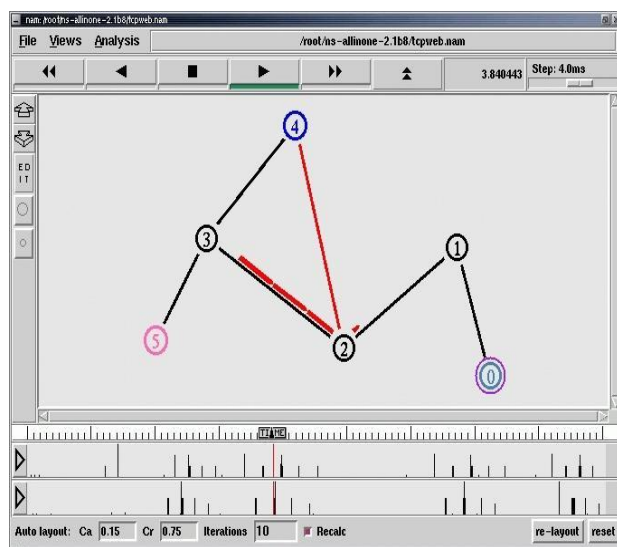 nam: /root/ns-allinone-2.1b8/tcpweb.nam
File Views Analysis /root/ns-allinone-2.1b8/tcpweb.nam
3.840443 Step: 4.0ms
4
ED
IT
3
1
2
5
0
TIME
Auto layout: Ca 0.15 Cr 0.75 Iterations 10 Recalc re-layout reset